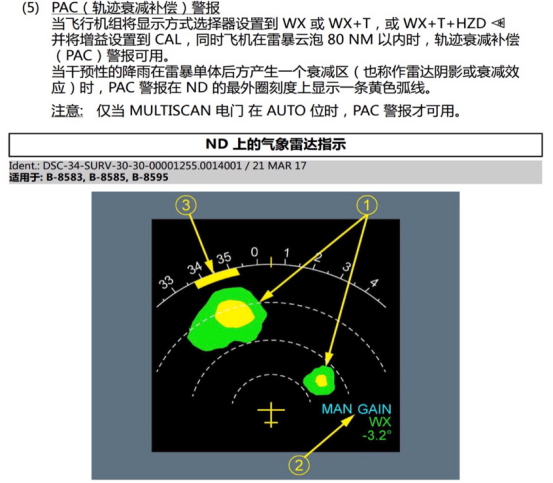 (5) PAC（轨迹衰减补偿）警报
当飞行机组将显示方式选择器设置到 WX 或 WX+T，或 WX+T+HZD
并将增益设置到 CAL，同时飞机在雷暴云泡 80 NM 以内时，轨迹衰减补偿
（PAC）警报可用。
当干预性的降雨在雷暴单体后方产生一个衰减区（也称作雷达阴影或衰减效
应）时，PAC 警报在 ND 的最外圈刻度上显示一条黄色弧线。
注意: 仅当 MULTISCAN 电门 在 AUTO 位时，PAC 警报才可用。
ND 上的气象雷达指示
Ident.: DSC-34-SURV-30-30-00001255.0014001 / 21 MAR 17
适用于: B-8583, B-8585, B-8595
③ ①
33 34 35 0 1 2 3 4
MAN GAIN
WX
-3.2°
②